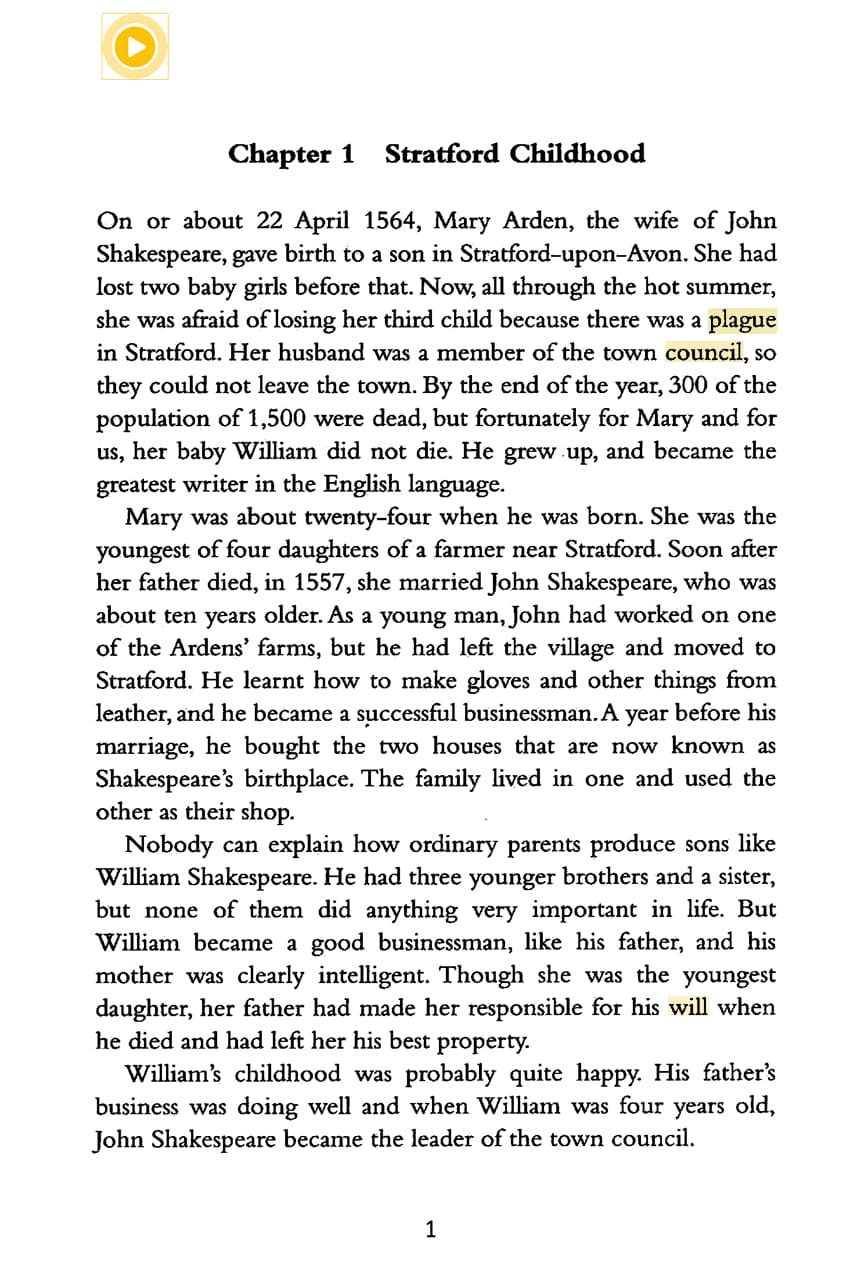 Chapter 1 Stratford Childhood
On or about 22 April 1564, Mary Arden, the wife of John
Shakespeare, gave birth to a son in Stratford-upon-Avon. She had
lost two baby girls before that. Now, all through the hot summer,
she was afraid of losing her third child because there was a plague
in Stratford. Her husband was a member of the town council, so
they could not leave the town. By the end of the year, 300 of the
population of 1,500 were dead, but fortunately for Mary and for
us, her baby William did not die. He grew up, and became the
greatest writer in the English language.
Mary was about twenty-four when he was born. She was the
youngest of four daughters of a farmer near Stratford. Soon after
her father died, in 1557, she married John Shakespeare, who was
about ten years older. As a young man, John had worked on one
of the Ardens' farms, but he had left the village and moved to
Stratford. He learnt how to make gloves and other things from
leather, and he became a successful businessman. A year before his
marriage, he bought the two houses that are now known as
Shakespeare's birthplace. The family lived in one and used the
other as their shop.
Nobody can explain how ordinary parents produce sons like
William Shakespeare. He had three younger brothers and a sister,
but none of them did anything very important in life. But
William became a good businessman, like his father, and his
mother was clearly intelligent. Though she was the youngest
daughter, her father had made her responsible for his will when
he died and had left her his best property.
William's childhood was probably quite happy. His father's
business was doing well and when William was four years old,
John Shakespeare became the leader of the town council.
1